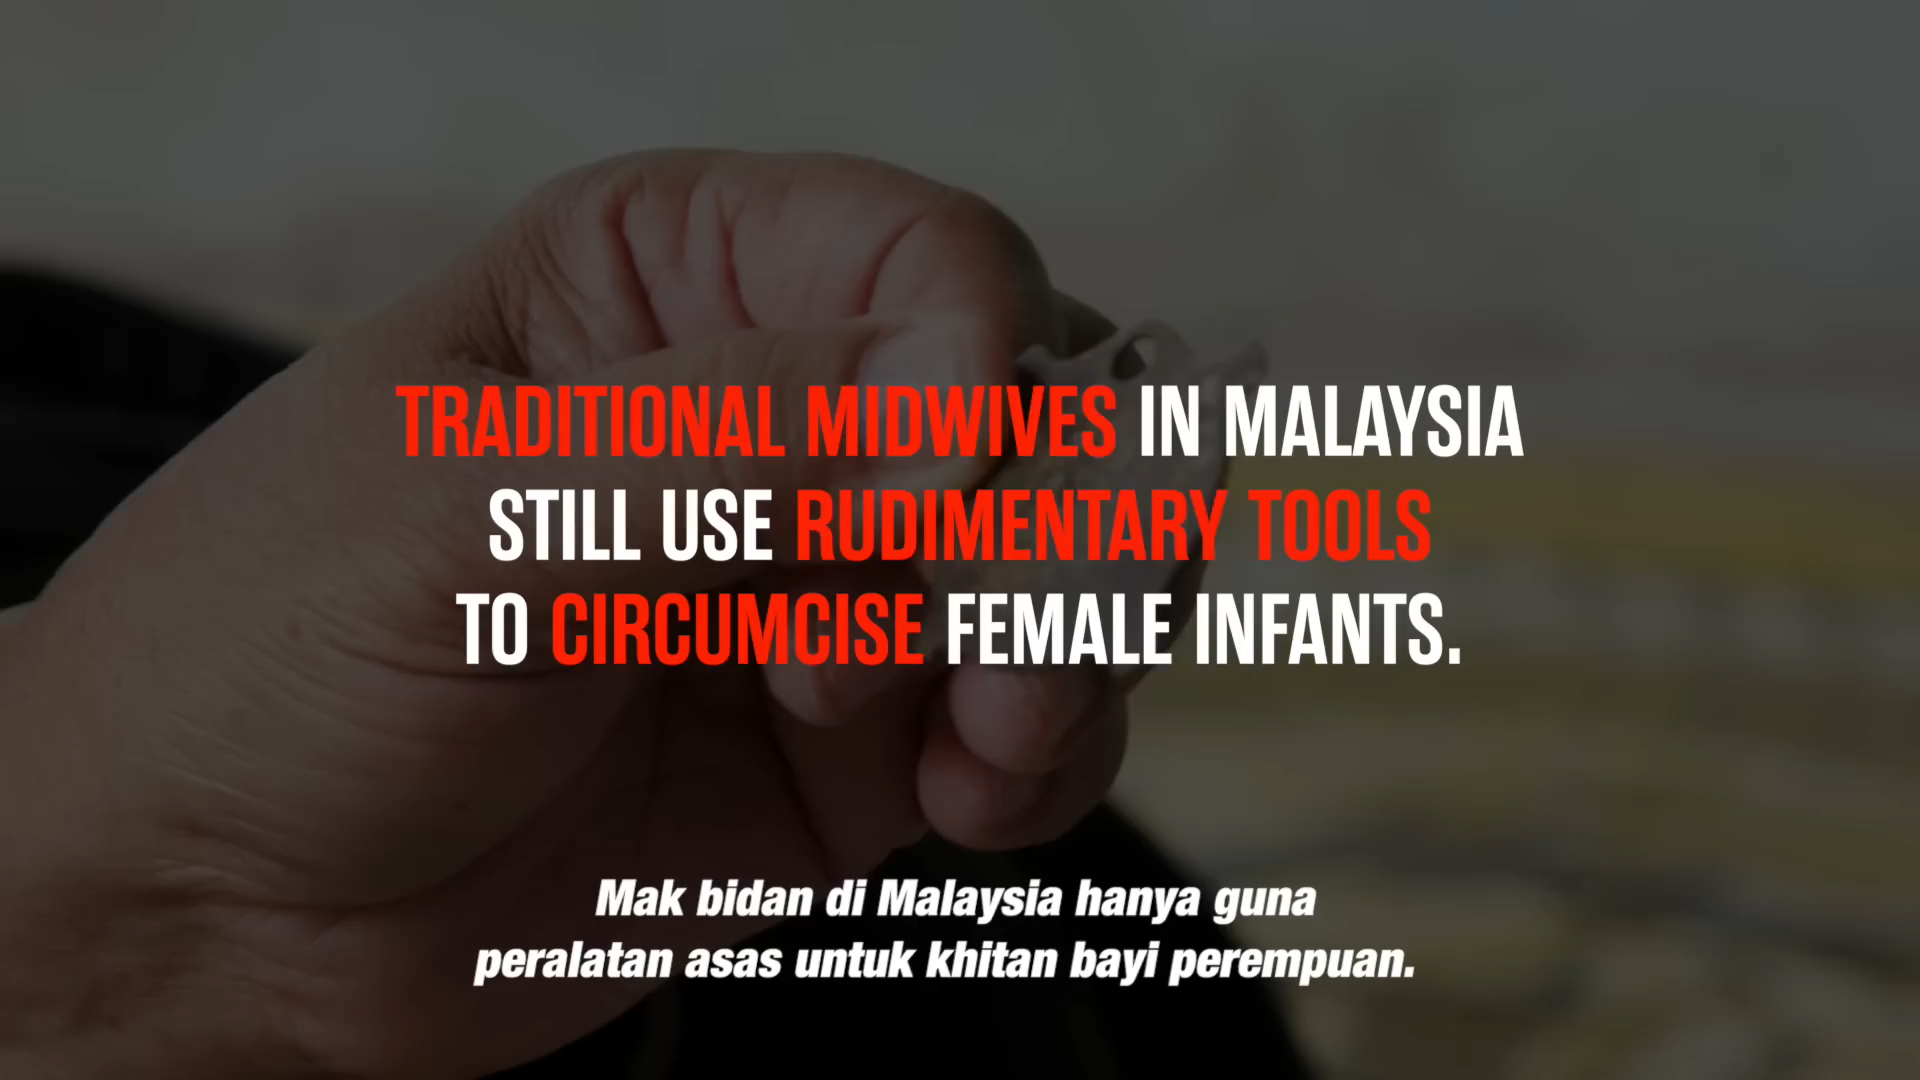 TRADITIONAL MIDWIVES IN MALAYSIA
STILL USE RUDIMENTARY TOOLS
TO CIRCUMCISE FEMALE INFANTS.
Mak bidan di Malaysia hanya guna
peralatan asas untuk khitan bayi perempuan.